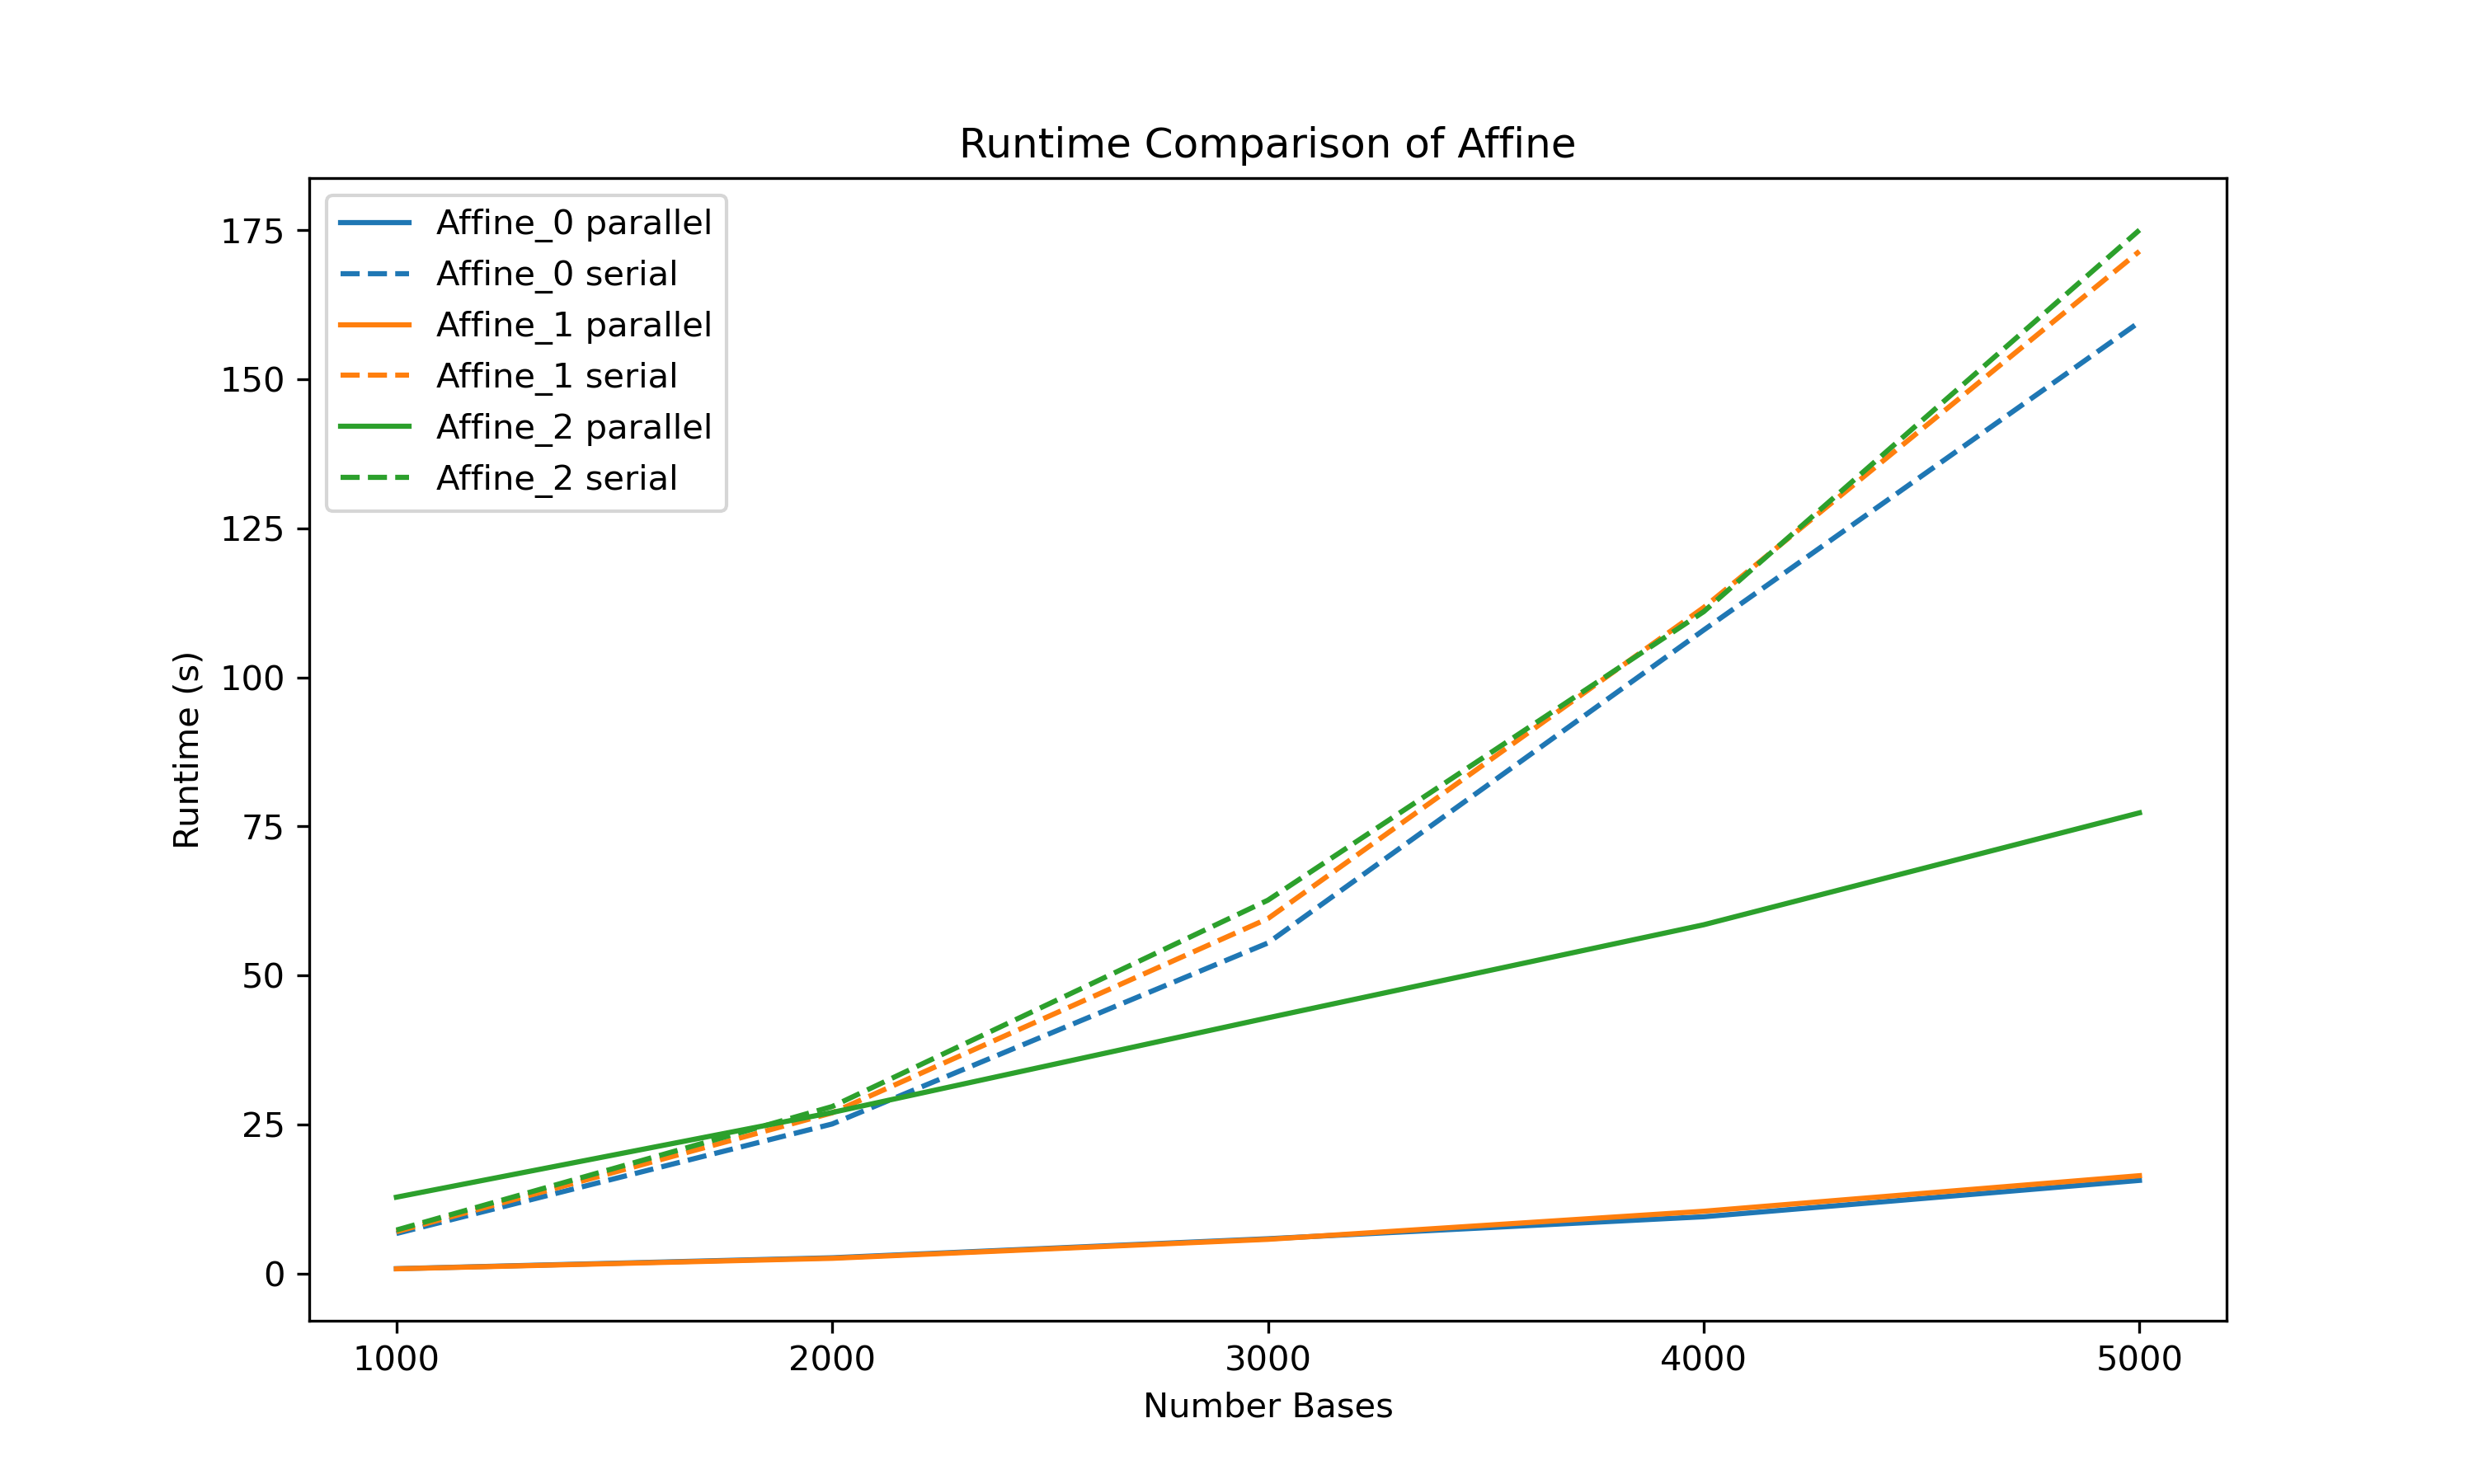 Runtime Comparison of Affine
Affine_0 parallel
Affine_0 serial
Affine_1 parallel
Affine_1 serial
Affine_2 parallel
Affine_2 serial
175
150
125
100
75
50
25
0
Runtime (s)
1000 2000 3000 4000 5000
Number Bases